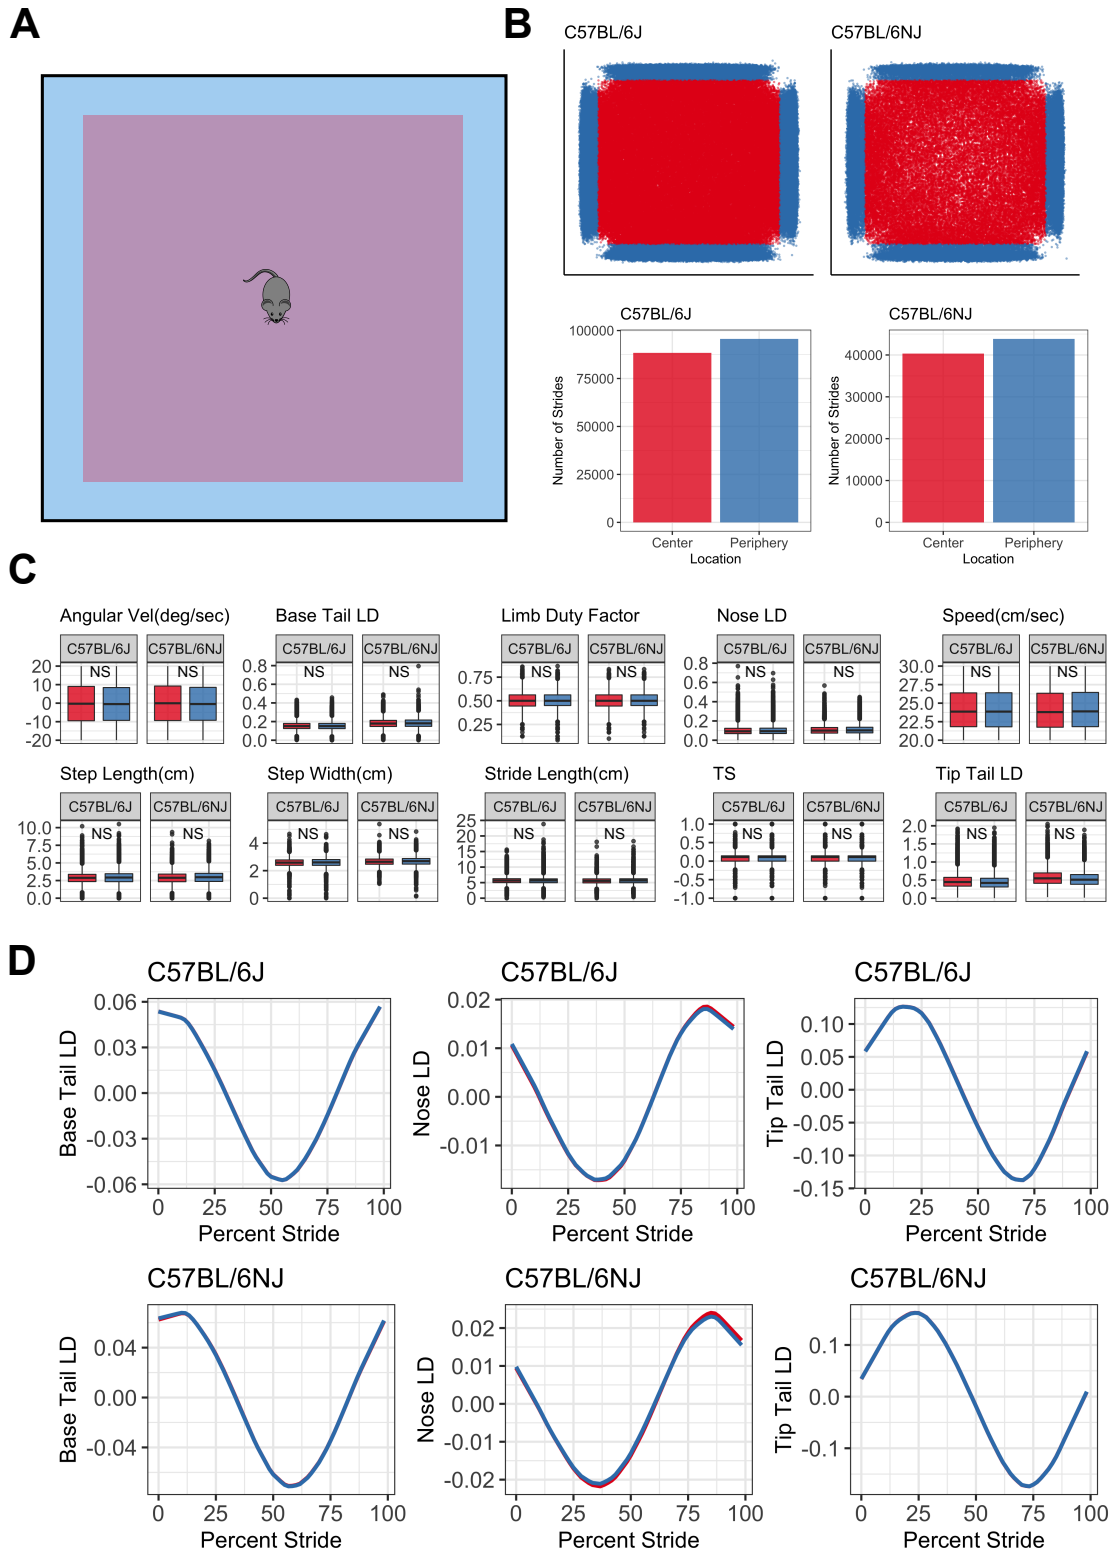 A
B
C57BL/6J
C57BL/6NJ
C57BL/6J
C57BL/6NJ
100000
75000
50000
25000
0
Number of Strides
Center
Periphery
Location
40000
30000
20000
10000
0
Number of Strides
Center
Periphery
Location
C
Angular Vel(deg/sec)
C57BL/6J
C57BL/6NJ
NS
NS
20
10
0
-10
-20
Base Tail LD
C57BL/6J
C57BL/6NJ
NS
NS
0.8
0.6
0.4
0.2
0.0
Limb Duty Factor
C57BL/6J
C57BL/6NJ
NS
NS
0.75
0.50
0.25
Nose LD
C57BL/6J
C57BL/6NJ
NS
NS
0.8
0.6
0.4
0.2
0.0
Speed(cm/sec)
C57BL/6J
C57BL/6NJ
NS
NS
30.0
27.5
25.0
22.5
20.0
Step Length(cm)
C57BL/6J
C57BL/6NJ
NS
NS
10.0
7.5
5.0
2.5
0.0
Step Width(cm)
C57BL/6J
C57BL/6NJ
NS
NS
4
2
0
Stride Length(cm)
C57BL/6J
C57BL/6NJ
NS
NS
25
20
15
10
5
0
TS
C57BL/6J
C57BL/6NJ
NS
NS
1.0
0.5
0.0
-0.5
-1.0
Tip Tail LD
C57BL/6J
C57BL/6NJ
NS
NS
2.0
1.5
1.0
0.5
0.0
D
C57BL/6J
0.06
0.03
0.00
-0.03
-0.06
Base Tail LD
0
25
50
75
100
Percent Stride
C57BL/6J
0.02
0.01
0.00
-0.01
Nose LD
0
25
50
75
100
Percent Stride
C57BL/6J
0.10
0.05
0.00
-0.05
-0.10
-0.15
Tip Tail LD
0
25
50
75
100
Percent Stride
C57BL/6NJ
0.04
0.00
-0.04
Base Tail LD
0
25
50
75
100
Percent Stride
C57BL/6NJ
0.02
0.01
0.00
-0.01
-0.02
Nose LD
0
25
50
75
100
Percent Stride
C57BL/6NJ
0.1
0.0
-0.1
Tip Tail LD
0
25
50
75
100
Percent Stride